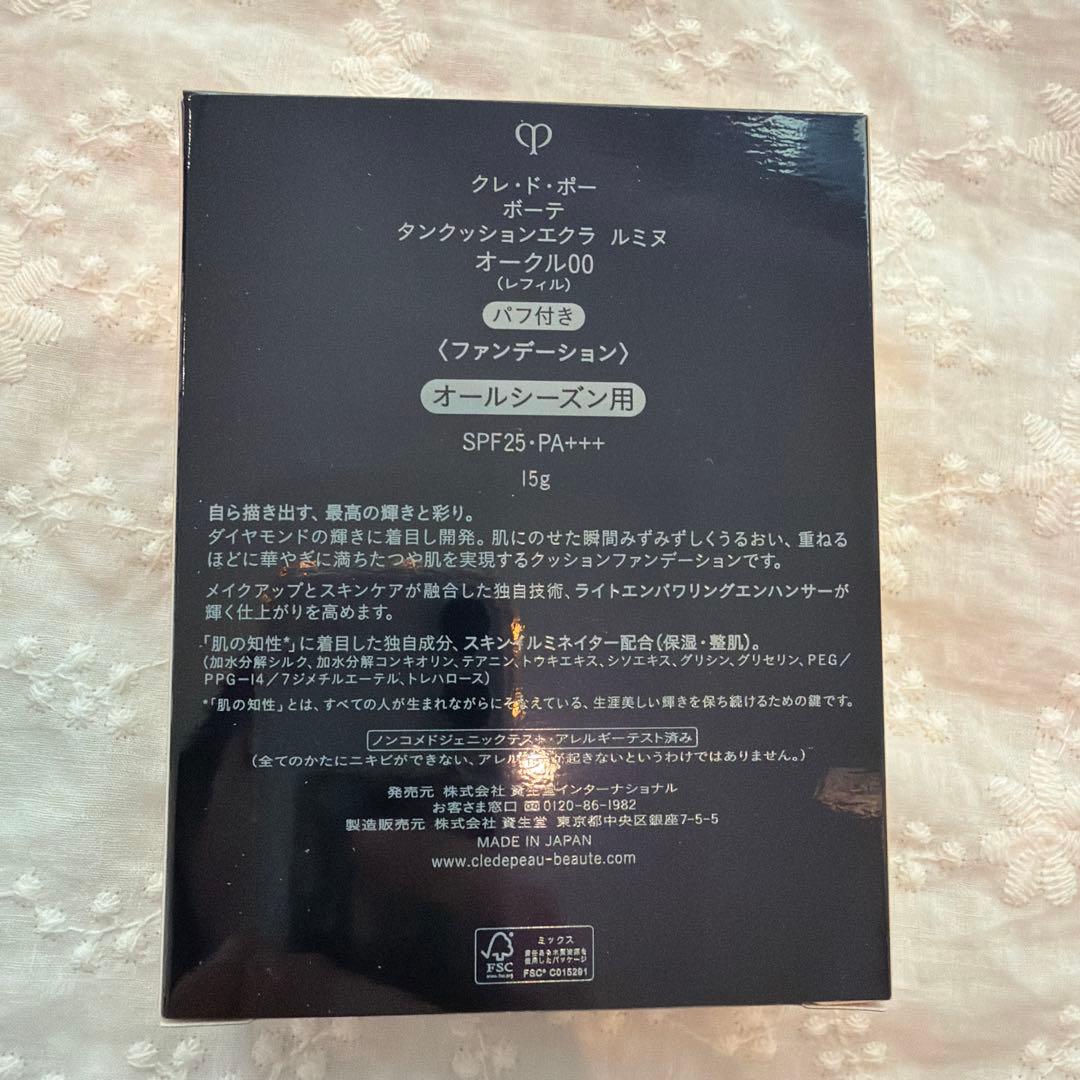 クレ・ド・ポー
ボーテ
タンクッションエクラ ルミヌ
オークル00
(レフィル)
パフ付き
〈ファンデーション〉
オールシーズン用
SPF25・PA+++
15g
自ら描き出す、最高の輝きと彩り。
ダイヤモンドの輝きに着目し開発。肌にのせた瞬間みずみずしくうるおい、重ねる
ほどに華やぎに満ちたつや肌を実現するクッションファンデーションです。
メイクアップとスキンケアが融合した独自技術、ライトエンパワリングエンハンサーが
輝く仕上がりを高めます。
「肌の知性*」に着目した独自成分、スキンイルミネイター配合(保湿・整肌)。
(加水分解シルク、加水分解コンキオリン、テアニン、トウキエキス、シソエキス、グリシン、グリセリン、PEG/
PPG-14/7ジメチルエーテル、トレハロース)
*「肌の知性」とは、すべての人が生まれながらにそなえている、生涯美しい輝きを保ち続けるための鍵です。
ノンコメドジェニックテスト・アレルギーテスト済み
(全てのかたにニキビができない、アレルギーが起きないというわけではありません。)
発売元 株式会社 資生堂インターナショナル
お客さま窓口 0120-86-1982
製造販売元 株式会社 資生堂 東京都中央区銀座7-5-5
MADE IN JAPAN
www.cledepeau-beaute.com
FSC
www.fsc.org
ミックス
責任ある木質資源を
使用したパッケージ
FSC® C015291